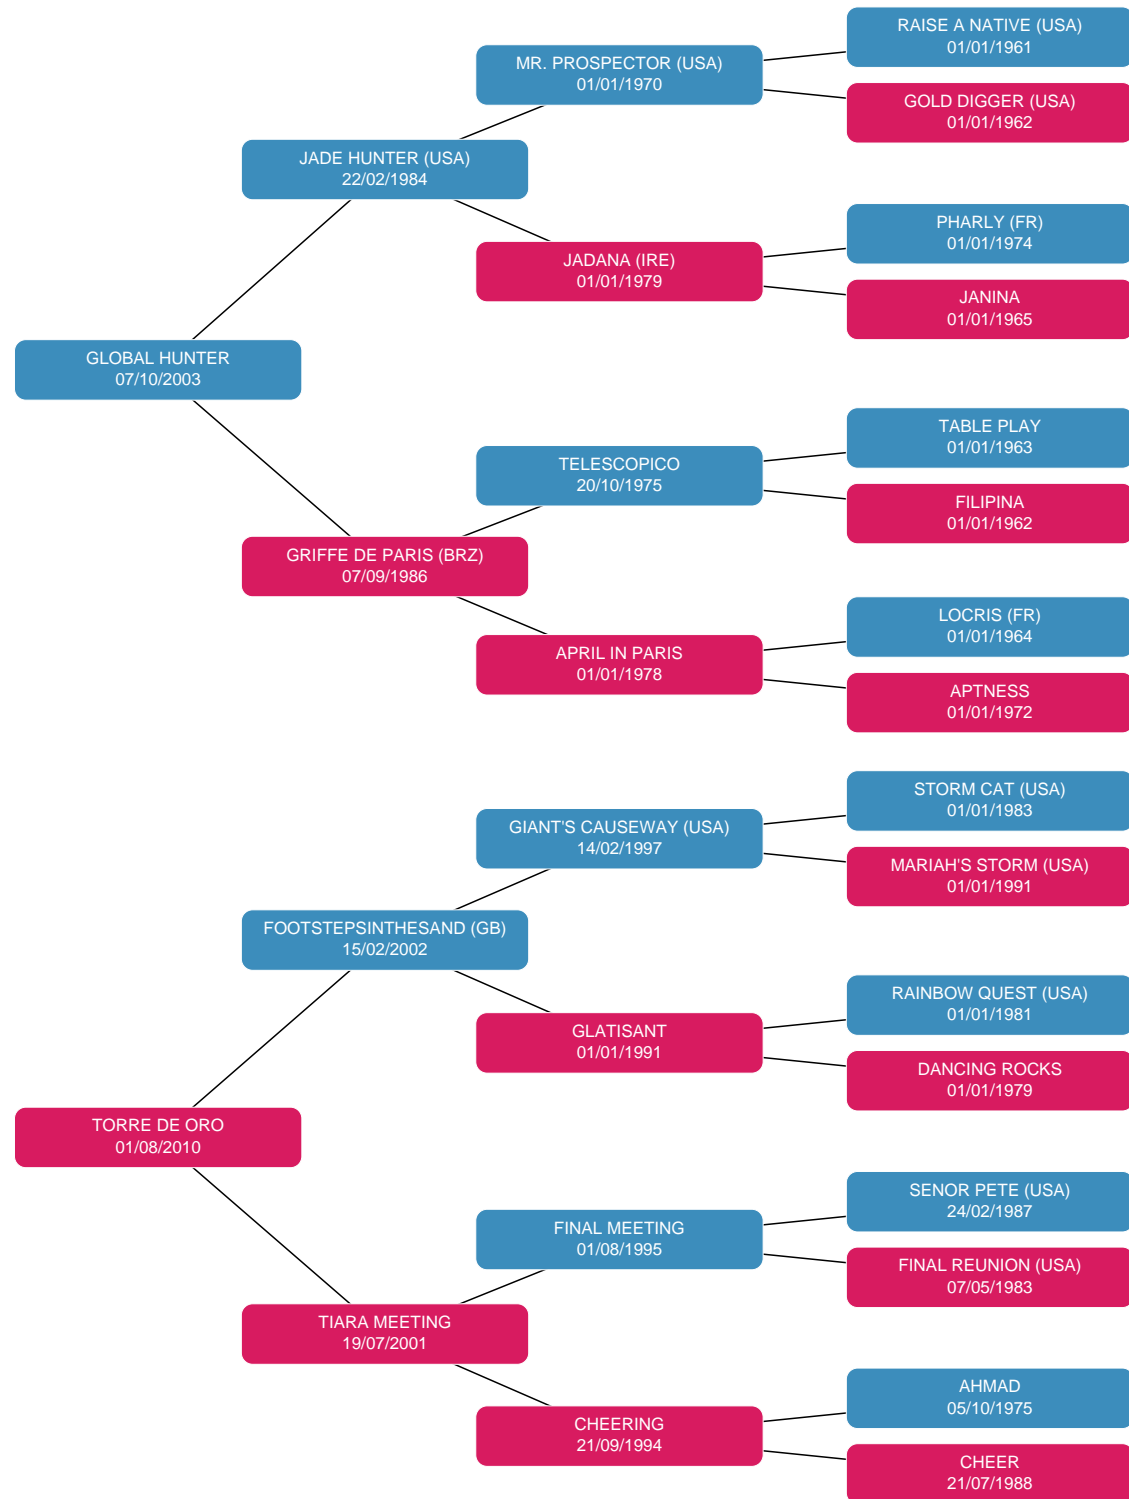 RAISE A NATIVE (USA)
01/01/1961
MR. PROSPECTOR (USA)
01/01/1970
GOLD DIGGER (USA)
01/01/1962
JADE HUNTER (USA)
22/02/1984
PHARLY (FR)
01/01/1974
JADANA (IRE)
01/01/1979
JANINA
01/01/1965
GLOBAL HUNTER
07/10/2003
TABLE PLAY
01/01/1963
TELESCOPICO
20/10/1975
FILIPINA
01/01/1962
GRIFFE DE PARIS (BRZ)
07/09/1986
LOCRIS (FR)
01/01/1964
APRIL IN PARIS
01/01/1978
APTNESS
01/01/1972
STORM CAT (USA)
01/01/1983
GIANT'S CAUSEWAY (USA)
14/02/1997
MARIAH'S STORM (USA)
01/01/1991
FOOTSTEPSINTHESAND (GB)
15/02/2002
RAINBOW QUEST (USA)
01/01/1981
GLATISANT
01/01/1991
DANCING ROCKS
01/01/1979
TORRE DE ORO
01/08/2010
SENOR PETE (USA)
24/02/1987
FINAL MEETING
01/08/1995
FINAL REUNION (USA)
07/05/1983
TIARA MEETING
19/07/2001
AHMAD
05/10/1975
CHEERING
21/09/1994
CHEER
21/07/1988